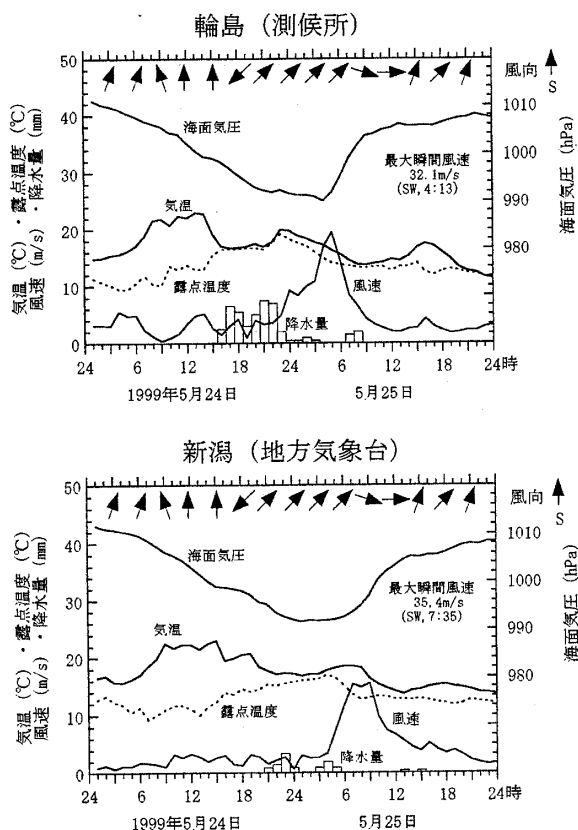 輪島（測候所）
50
40
30
20
10
0
気温（℃）・露点温度（℃）
風速（m/s）・降水量（mm）
風向
S
1010
1000
990
980
海面気圧（hPa）
海面気圧
最大瞬間風速
32.1m/s
(SW, 4:13)
気温
露点温度
風速
降水量
24 6 12 18 24 6 12 18 24時
1999年5月24日 5月25日
新潟（地方気象台）
50
40
30
20
10
0
気温（℃）・露点温度（℃）
風速（m/s）・降水量（mm）
風向
S
1010
1000
990
980
海面気圧（hPa）
海面気圧
最大瞬間風速
35.4m/s
(SW, 7:35)
気温
露点温度
風速
降水量
24 6 12 18 24 6 12 18 24時
1999年5月24日 5月25日